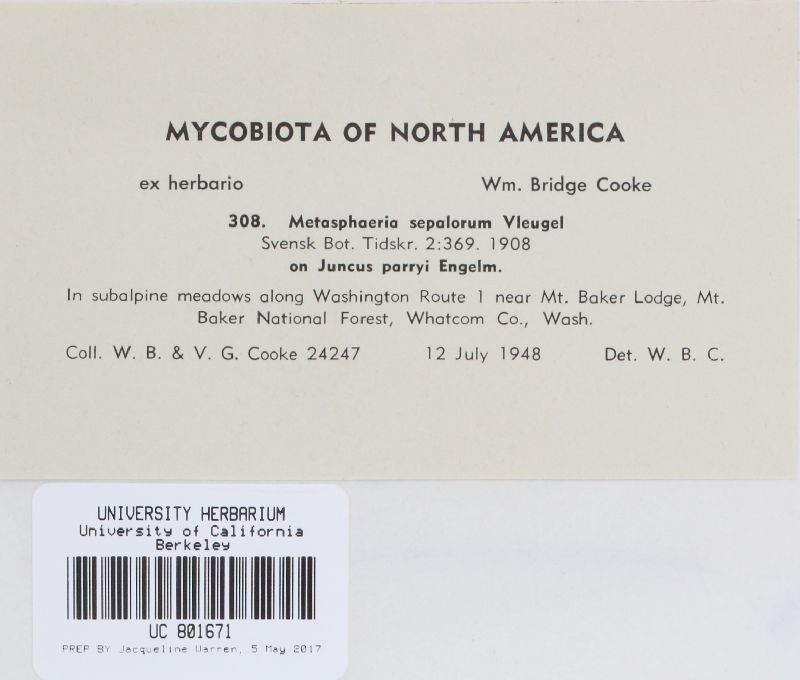 MYCOBIOTA OF NORTH AMERICA
ex herbario Wm. Bridge Cooke
308. Metasphaeria sepalorum Vleugel
Svensk Bot. Tidskr. 2:369. 1908
on Juncus parryi Engelm.
In subalpine meadows along Washington Route 1 near Mt. Baker Lodge, Mt.
Baker National Forest, Whatcom Co., Wash.
Coll. W. B. & V. G. Cooke 24247 12 July 1948 Det. W. B. C.
UNIVERSITY HERBARIUM
University of California
Berkeley
UC 801671
PREP BY Jacqueline Warren, 5 May 2017